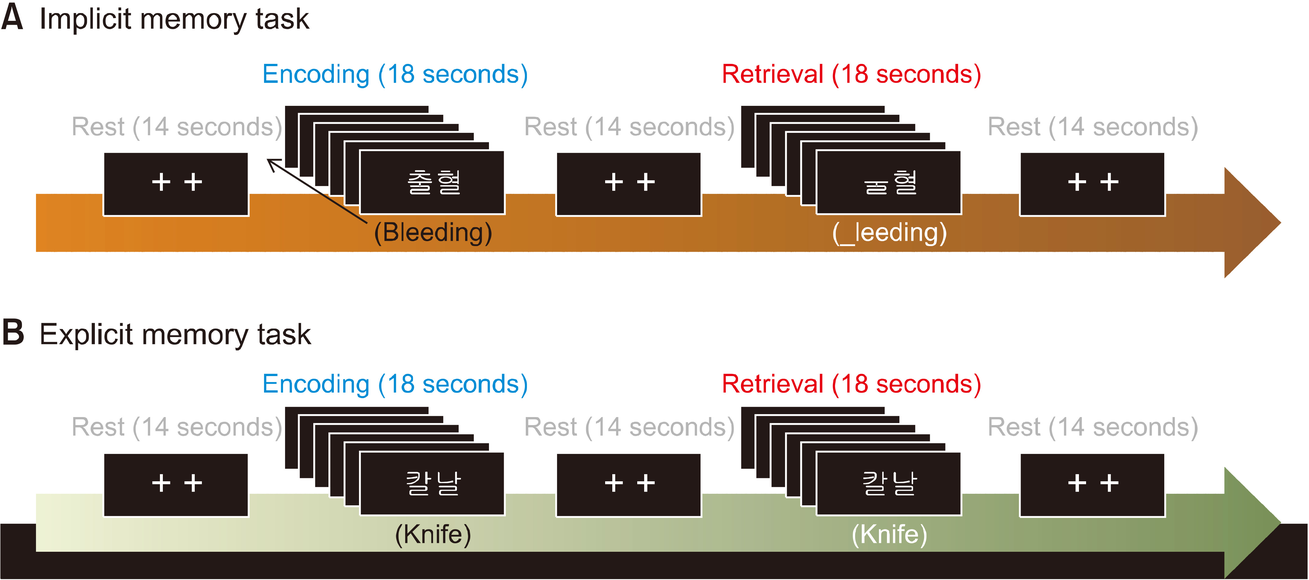 A Implicit memory task
Encoding (18 seconds)
Retrieval (18 seconds)
Rest (14 seconds)
Rest (14 seconds)
Rest (14 seconds)
+ +
출혈
+ +
혈
+ +
(Bleeding)
(_leeding)
B Explicit memory task
Encoding (18 seconds)
Retrieval (18 seconds)
Rest (14 seconds)
Rest (14 seconds)
Rest (14 seconds)
+ +
칼날
+ +
칼날
+ +
(Knife)
(Knife)